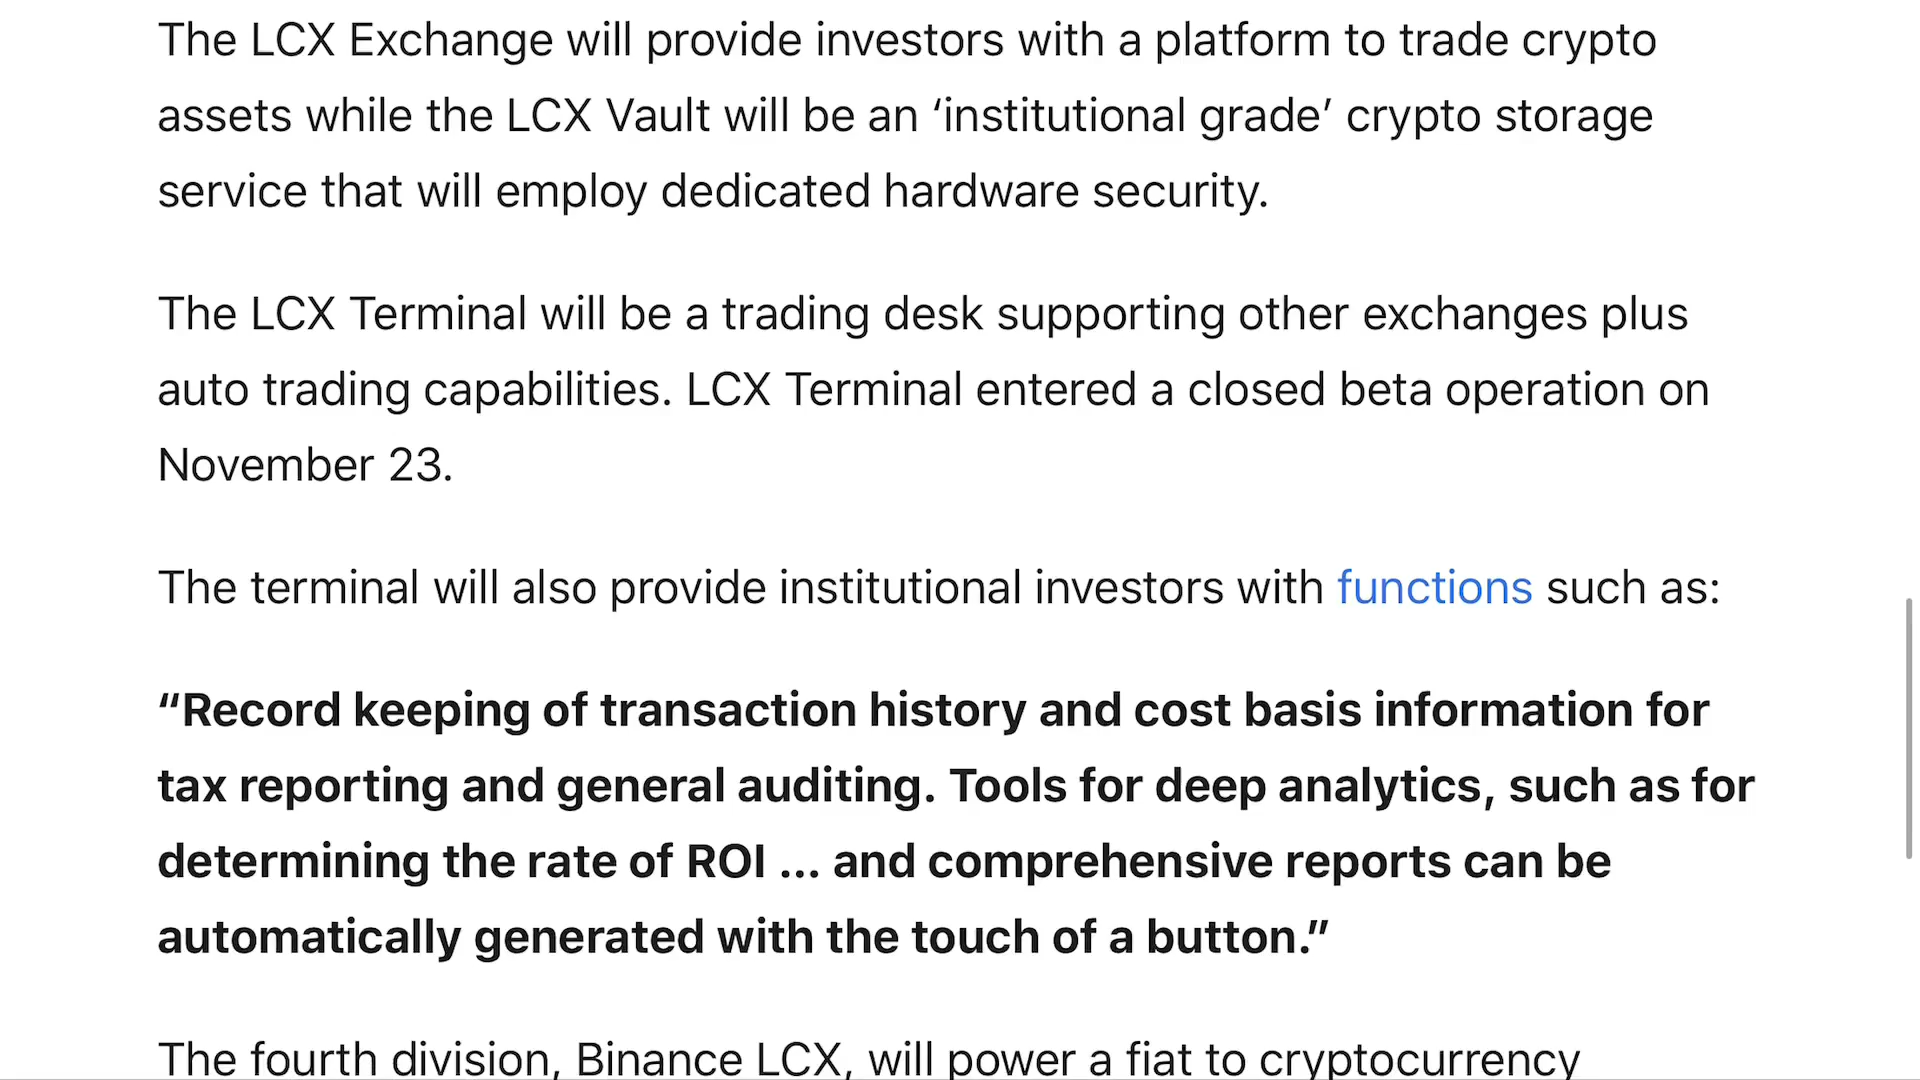 The LCX Exchange will provide investors with a platform to trade crypto
assets while the LCX Vault will be an ‘institutional grade’ crypto storage
service that will employ dedicated hardware security.
The LCX Terminal will be a trading desk supporting other exchanges plus
auto trading capabilities. LCX Terminal entered a closed beta operation on
November 23.
The terminal will also provide institutional investors with functions such as:
“Record keeping of transaction history and cost basis information for
tax reporting and general auditing. Tools for deep analytics, such as for
determining the rate of ROI ... and comprehensive reports can be
automatically generated with the touch of a button.”
The fourth division, Binance LCX, will power a fiat to cryptocurrency